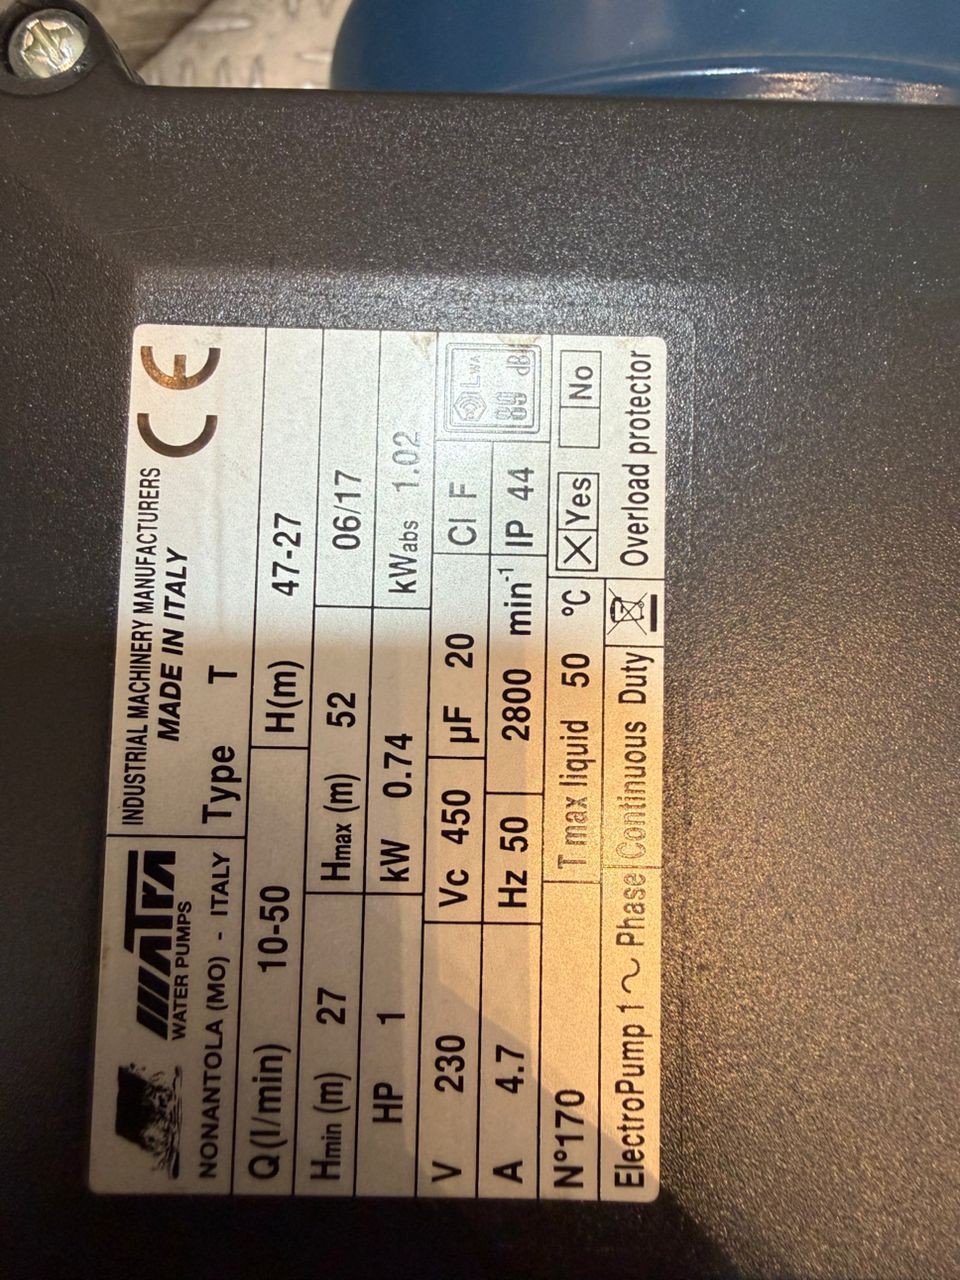 INDUSTRIAL MACHINERY MANUFACTURERS
MATRA
WATER PUMPS
MADE IN ITALY
CE
NONANTOLA (MO) - ITALY
Type T
Q(l/min) 10-50 H(m) 47-27
Hmin (m) 27 Hmax (m) 52 06/17
HP 1 kW 0.74 kWabs 1.02
V 230 Vc 450 µF 20 Cl F
A 4.7 Hz 50 2800 min⁻¹ IP 44
LWA
dB
N°170 T max liquid 50 °C X Yes No
ElectroPump 1 ~ Phase Continuous Duty Overload protector